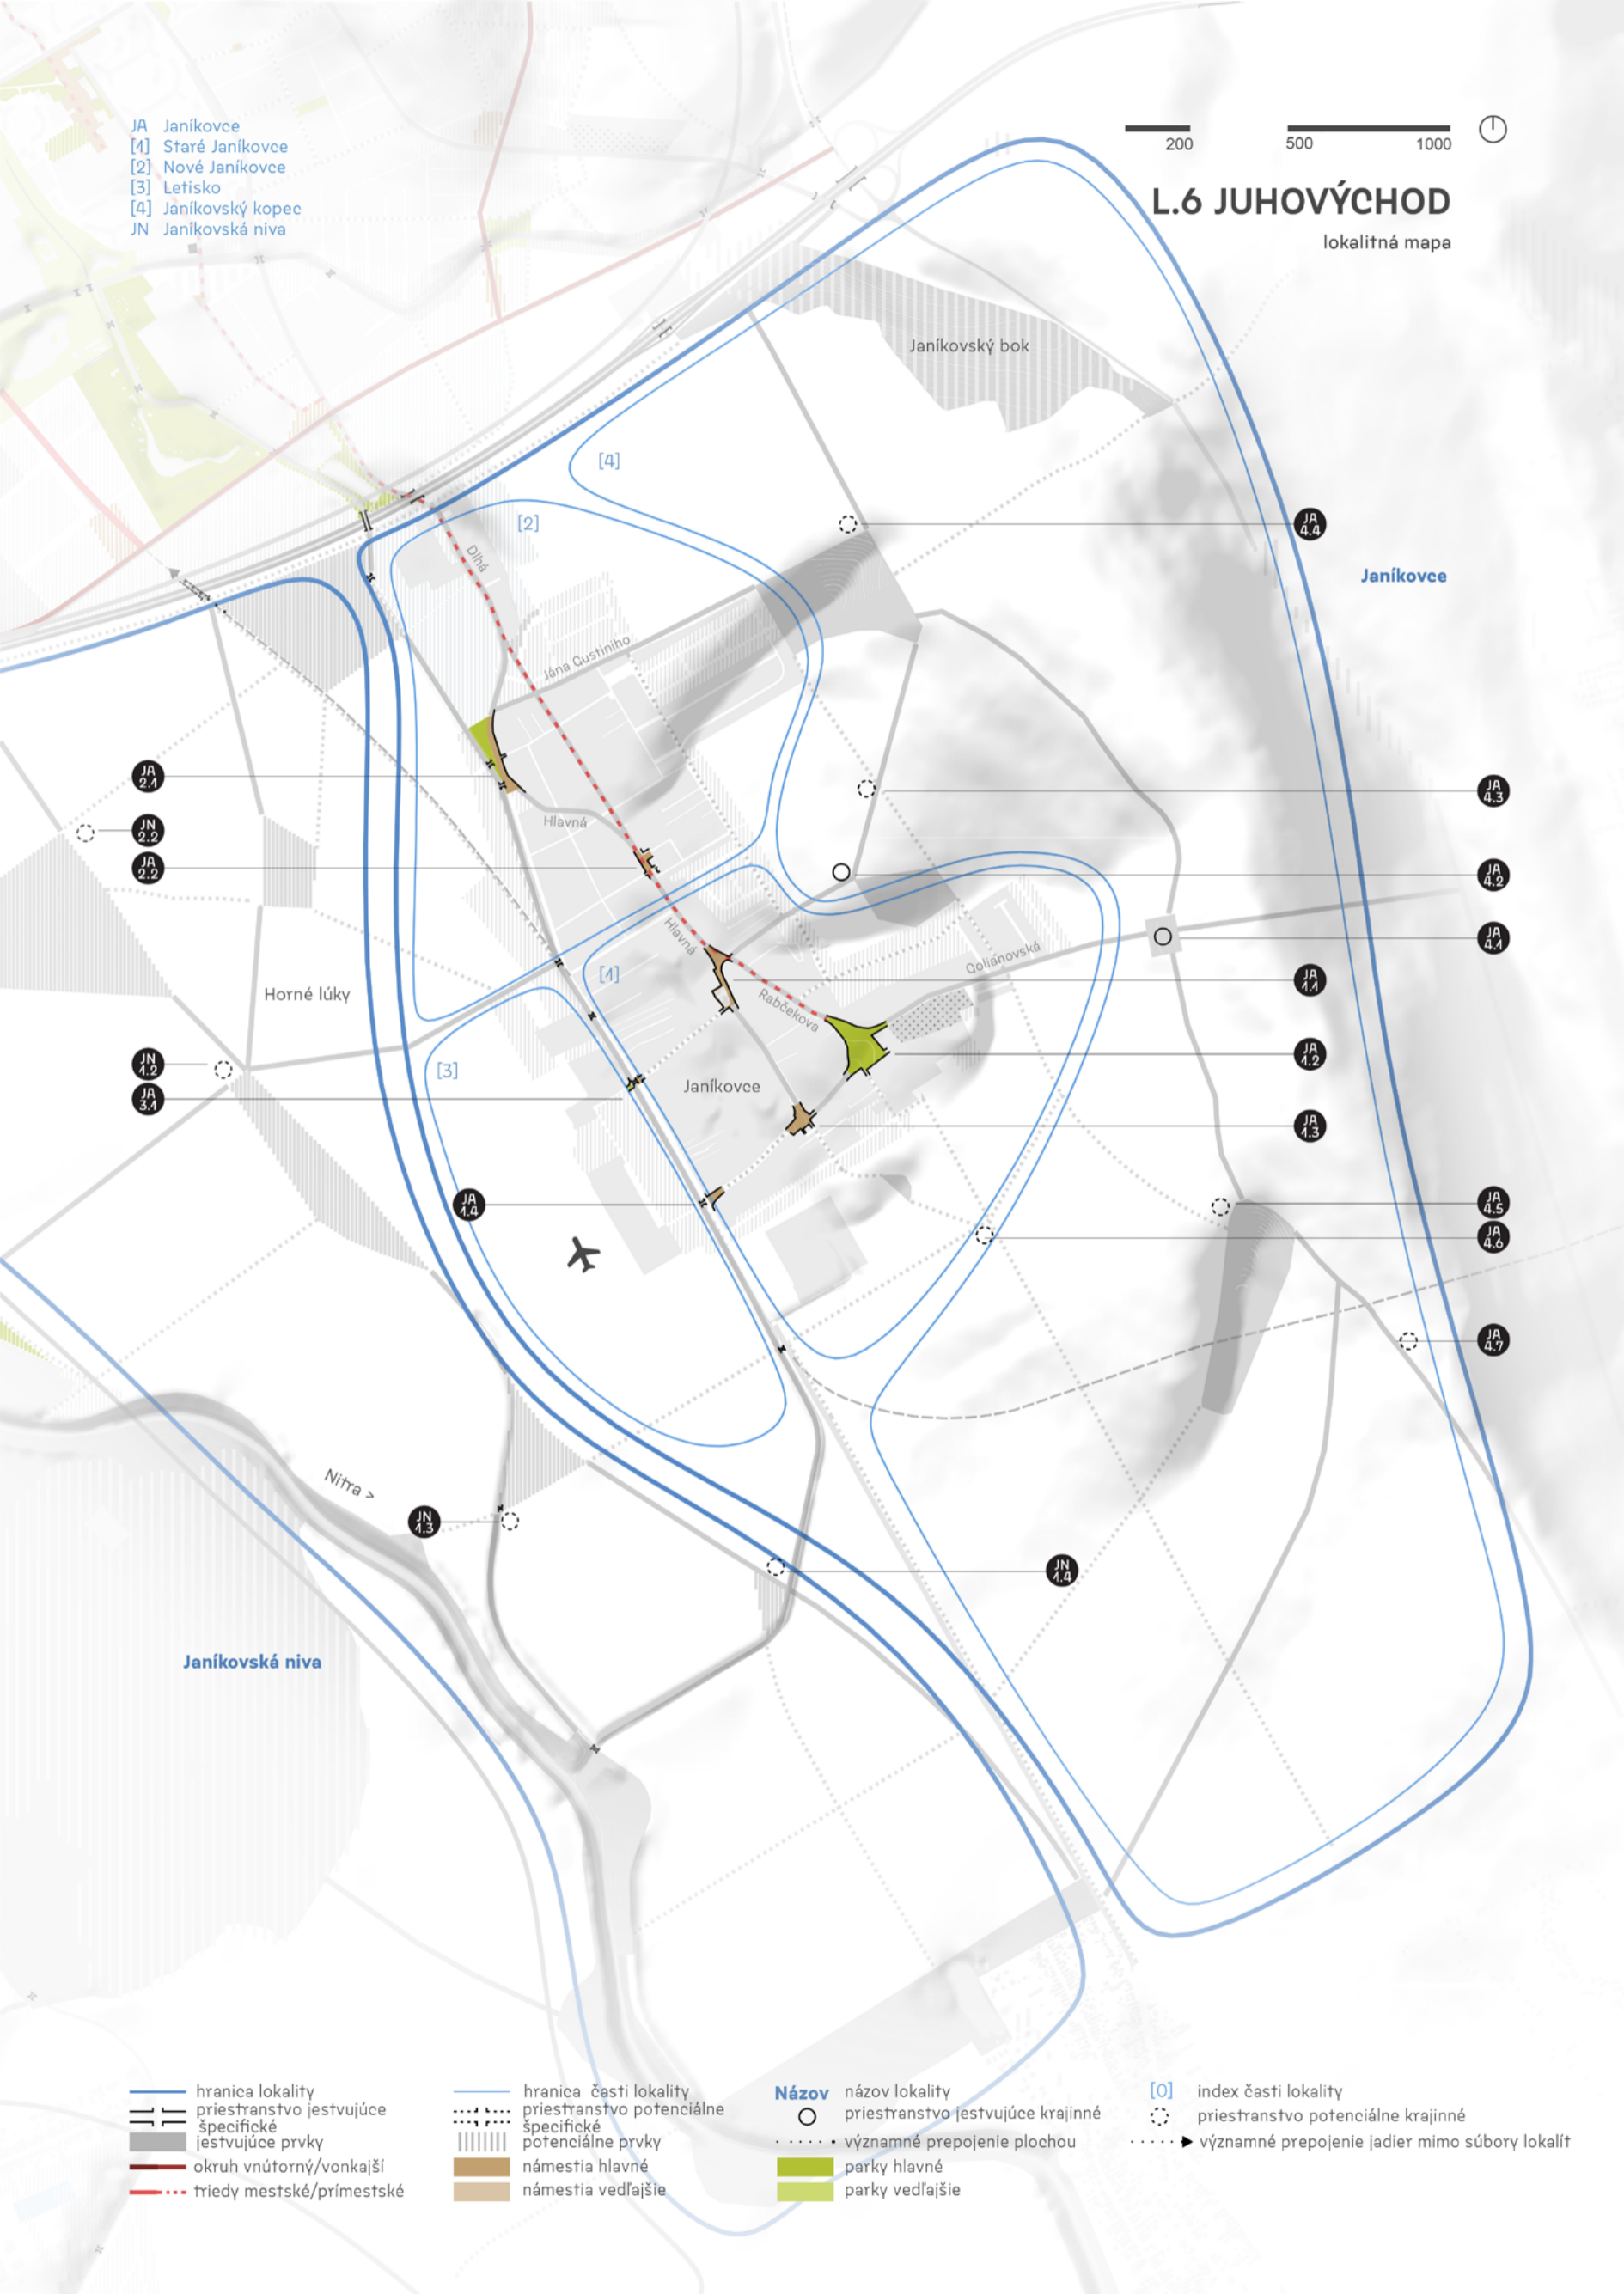 JA Janíkovce
[1] Staré Janíkovce
[2] Nové Janíkovce
[3] Letisko
[4] Janíkovský kopec
JN Janíkovská niva
200 500 1000
L.6 JUHOVÝCHOD
lokalitná mapa
Janíkovský bok
[4]
[2]
JA 4.4
Dlhá
Janíkovce
Jána Gustiniho
JA 2.1
JA 4.3
Hlavná
JN 2.2
JA 2.2
JA 4.2
Hlavná
JA 4.1
Golianovská
[1]
JA 1.1
Horné lúky
Rabčekova
JN 1.2
JA 1.2
[3]
Janíkovce
JA 3.1
JA 1.3
JA 1.4
JA 4.5
JA 4.6
JA 4.7
Nitra >
JN 1.3
JN 1.4
Janíkovská niva
hranica lokality
priestranstvo jestvujúce
špecifické
jestvujúce prvky
okruh vnútorný/vonkajší
triedy mestské/prímestské
hranica časti lokality
priestranstvo potenciálne
špecifické
potenciálne prvky
námestia hlavné
námestia vedľajšie
Názov názov lokality
priestranstvo jestvujúce krajinné
významné prepojenie plochou
parky hlavné
parky vedľajšie
[0] index časti lokality
priestranstvo potenciálne krajinné
významné prepojenie jadier mimo súbory lokalít